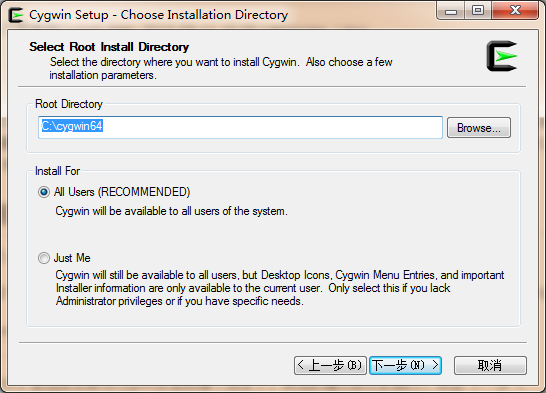 Cygwin Setup - Choose Installation Directory
Select Root Install Directory
Select the directory where you want to install Cygwin. Also choose a few
installation parameters.
Root Directory
C:\cygwin64
Browse...
Install For
All Users (RECOMMENDED)
Cygwin will be available to all users of the system.
Just Me
Cygwin will still be available to all users, but Desktop Icons, Cygwin Menu Entries, and important
Installer information are only available to the current user. Only select this if you lack
Administrator privileges or if you have specific needs.
< 上一步(B)
下一步(N) >
取消